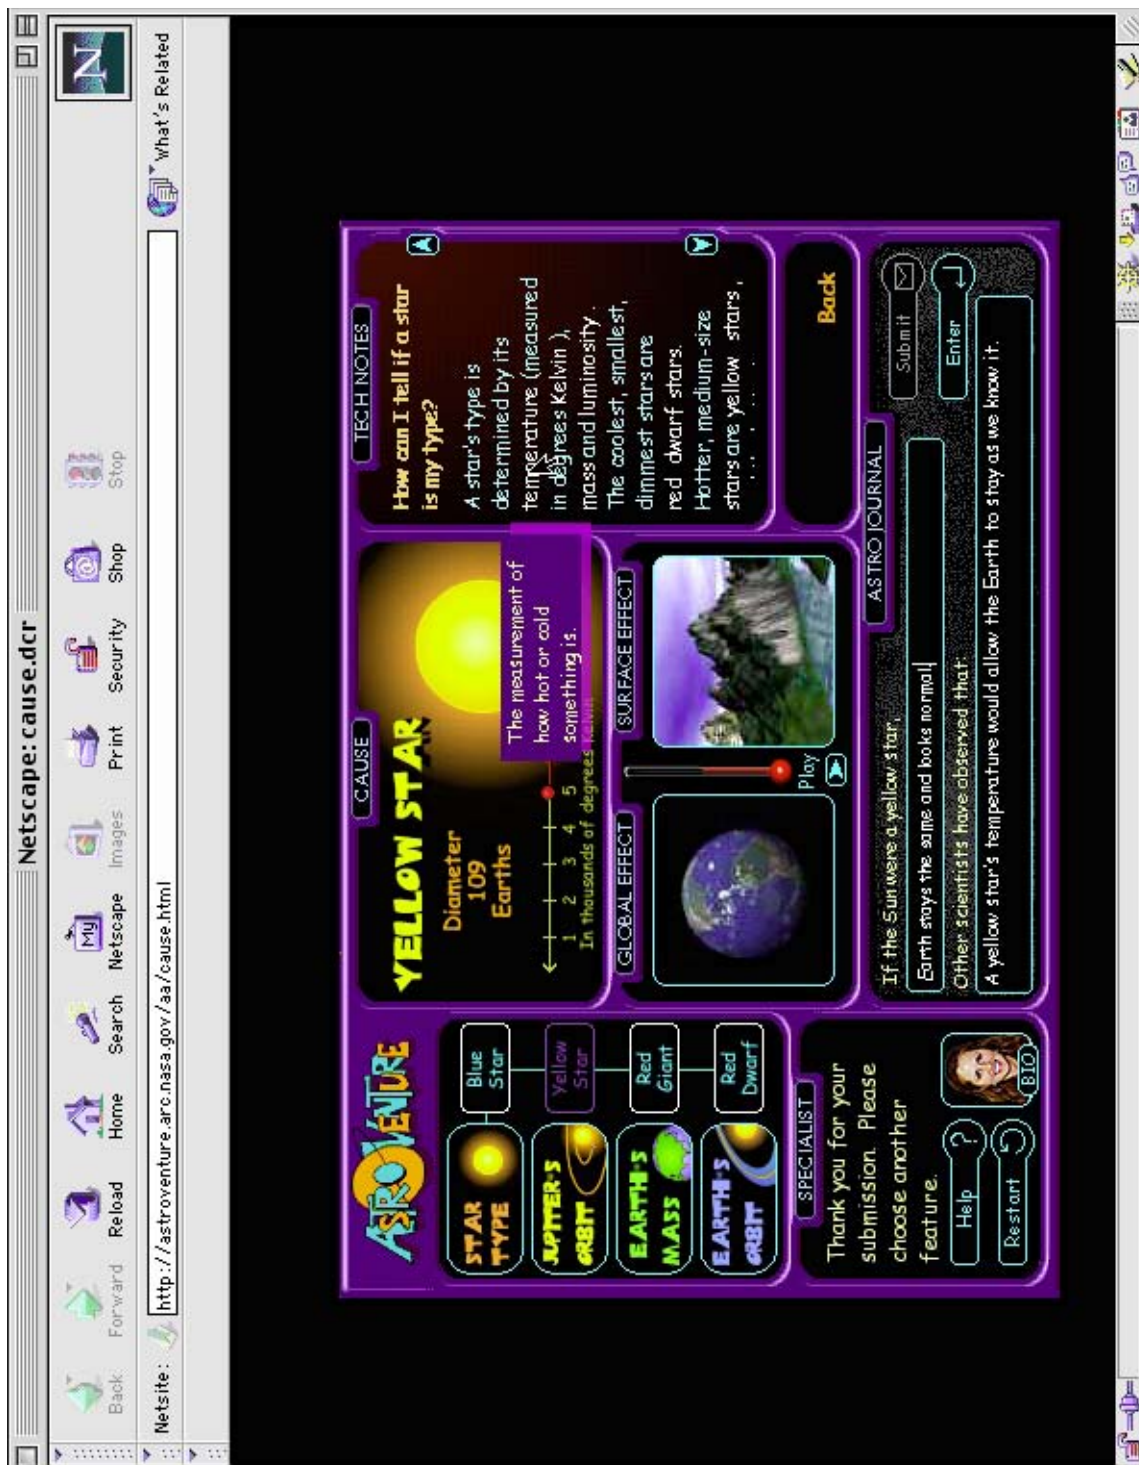 Netscape: cause.dcr
Back
Forward
Reload
Home
Search
Netscape
Images
Print
Security
Shop
Stop
My
N
Netsite:
http://astroventure.arc.nasa.gov/aa/cause.html
What's Related
ASTROVENTURE
STAR
TYPE
JUPITER'S
ORBIT
EARTH'S
MASS
EARTH'S
ORBIT
Blue
Star
Yellow
Star
Red
Giant
Red
Dwarf
SPECIALIST
Thank you for your
submission. Please
choose another
feature.
Help
?
Restart
BIO
CAUSE
YELLOW STAR
Diameter
109
Earths
1 2 3 4 5
In thousands of degrees Kelvin
The measurement of
how hot or cold
something is.
GLOBAL EFFECT
SURFACE EFFECT
Play
TECH NOTES
How can I tell if a star
is my type?
A star's type is
determined by its
temperature (measured
in degrees Kelvin ),
mass and luminosity .
The coolest, smallest,
dimmest stars are
red dwarf stars.
Hotter, medium-size
stars are yellow stars ,
Back
ASTRO JOURNAL
If the Sun were a yellow star,
Earth stays the same and looks normal
Other scientists have observed that:
A yellow star's temperature would allow the Earth to stay as we know it.
Submit
Enter